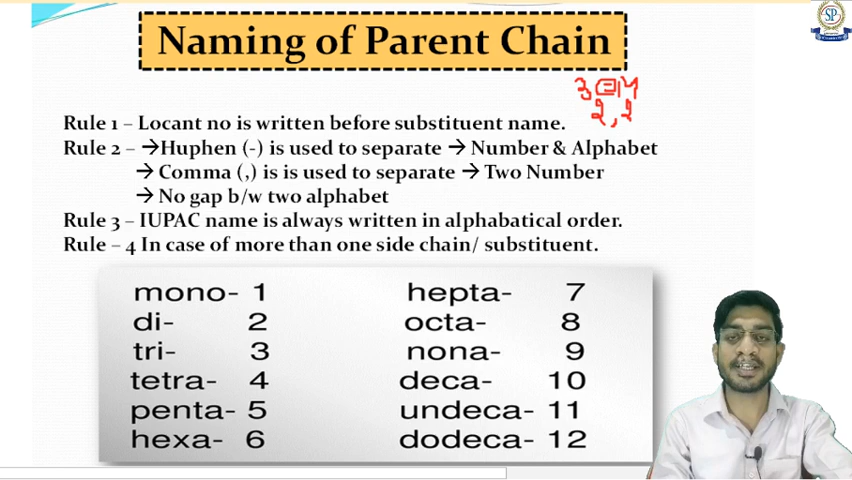 SP
Naming of Parent Chain
Rule 1 – Locant no is written before substituent name.
2, 2
Rule 2 – →Huphen (-) is used to separate → Number & Alphabet
→ Comma (,) is is used to separate → Two Number
→ No gap b/w two alphabet
Rule 3 – IUPAC name is always written in alphabatical order.
Rule – 4 In case of more than one side chain/ substituent.
mono- 1 hepta- 7
di- 2 octa- 8
tri- 3 nona- 9
tetra- 4 deca- 10
penta- 5 undeca- 11
hexa- 6 dodeca- 12